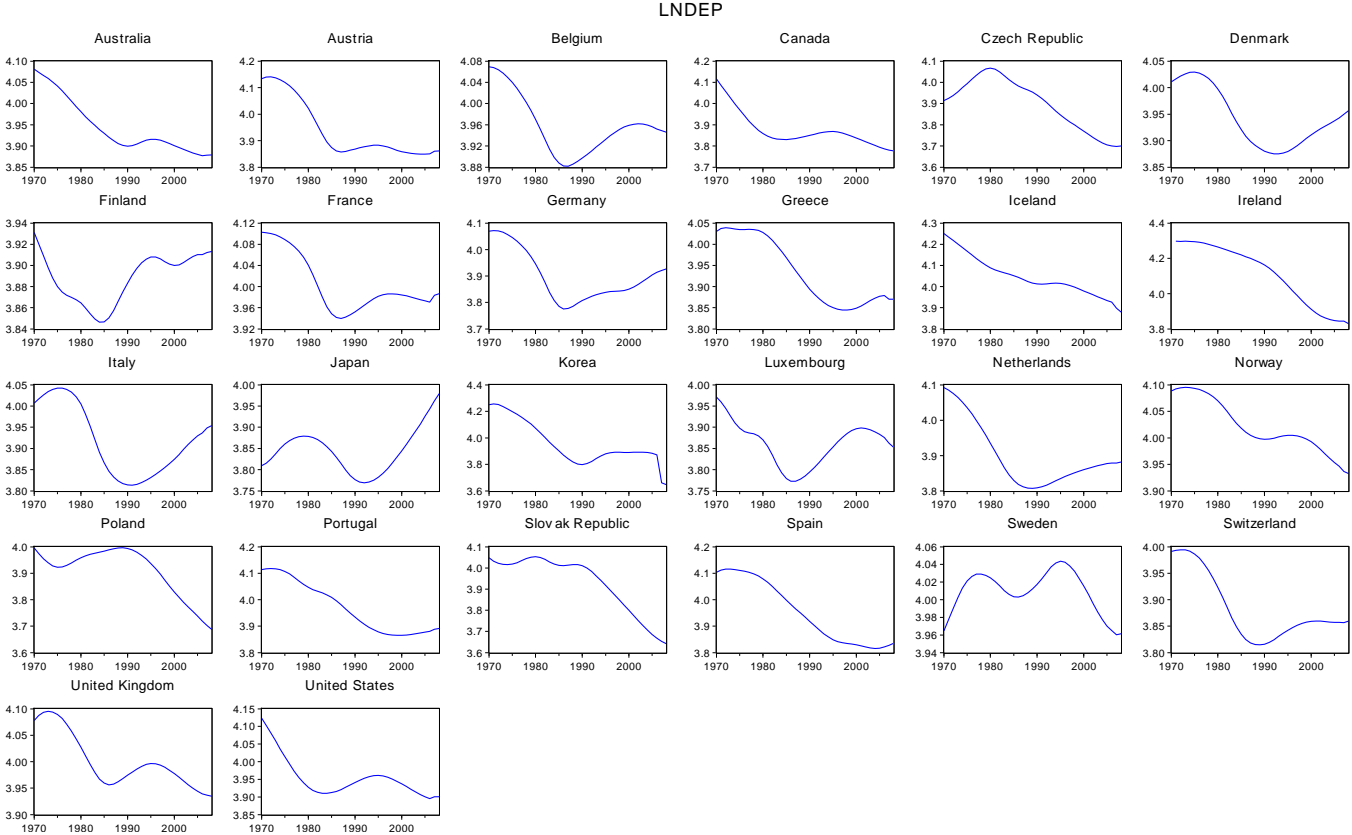 LNDEP
Australia
4.10
4.05
4.00
3.95
3.90
3.85
1970 1980 1990 2000
Austria
4.2
4.1
4.0
3.9
3.8
1970 1980 1990 2000
Belgium
4.08
4.04
4.00
3.96
3.92
3.88
1970 1980 1990 2000
Canada
4.2
4.1
4.0
3.9
3.8
3.7
1970 1980 1990 2000
Czech Republic
4.1
4.0
3.9
3.8
3.7
3.6
1970 1980 1990 2000
Denmark
4.05
4.00
3.95
3.90
3.85
1970 1980 1990 2000
Finland
3.94
3.92
3.90
3.88
3.86
3.84
1970 1980 1990 2000
France
4.12
4.08
4.04
4.00
3.96
3.92
1970 1980 1990 2000
Germany
4.1
4.0
3.9
3.8
3.7
1970 1980 1990 2000
Greece
4.05
4.00
3.95
3.90
3.85
3.80
1970 1980 1990 2000
Iceland
4.3
4.2
4.1
4.0
3.9
3.8
1970 1980 1990 2000
Ireland
4.4
4.2
4.0
3.8
1970 1980 1990 2000
Italy
4.05
4.00
3.95
3.90
3.85
3.80
1970 1980 1990 2000
Japan
4.00
3.95
3.90
3.85
3.80
3.75
1970 1980 1990 2000
Korea
4.4
4.2
4.0
3.8
3.6
1970 1980 1990 2000
Luxembourg
4.00
3.95
3.90
3.85
3.80
3.75
1970 1980 1990 2000
Netherlands
4.1
4.0
3.9
3.8
1970 1980 1990 2000
Norway
4.10
4.05
4.00
3.95
3.90
1970 1980 1990 2000
Poland
4.0
3.9
3.8
3.7
3.6
1970 1980 1990 2000
Portugal
4.2
4.1
4.0
3.9
3.8
1970 1980 1990 2000
Slovak Republic
4.1
4.0
3.9
3.8
3.7
3.6
1970 1980 1990 2000
Spain
4.2
4.1
4.0
3.9
3.8
1970 1980 1990 2000
Sweden
4.06
4.04
4.02
4.00
3.98
3.96
3.94
1970 1980 1990 2000
Switzerland
4.00
3.95
3.90
3.85
3.80
1970 1980 1990 2000
United Kingdom
4.10
4.05
4.00
3.95
3.90
1970 1980 1990 2000
United States
4.15
4.10
4.05
4.00
3.95
3.90
3.85
1970 1980 1990 2000